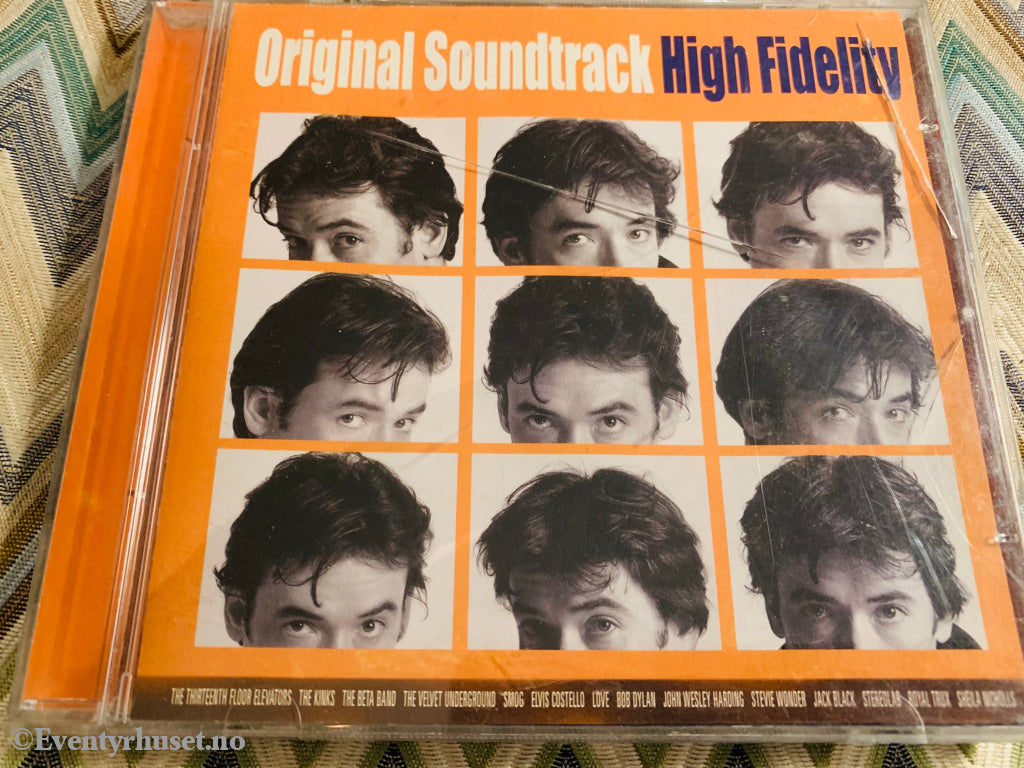 Original Soundtrack High Fidelity
THE THIRTEENTH FLOOR ELEVATORS THE KINKS THE BETA BAND THE VELVET UNDERGROUND SMOG ELVIS COSTELLO LOVE BOB DYLAN JOHN WESLEY HARDING STEVIE WONDER JACK BLACK STEREOLAB ROYAL TRUX SHEILA NICHOLLS
©Eventyrhuset.no